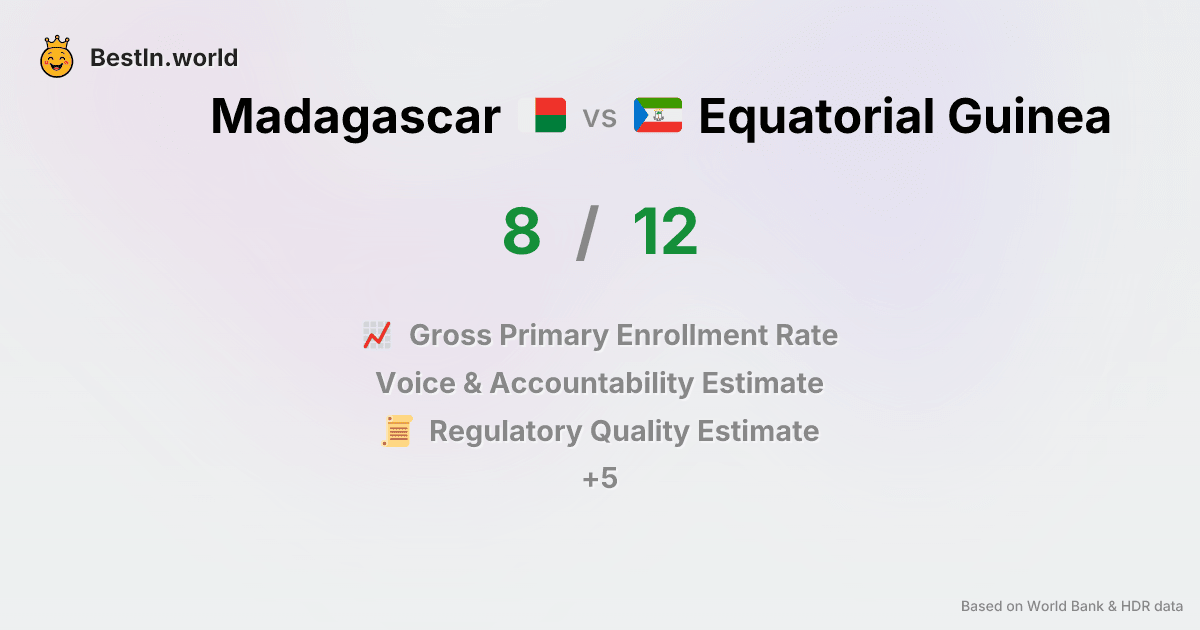 BestIn.world
Madagascar vs Equatorial Guinea
8 / 12
Gross Primary Enrollment Rate
Voice & Accountability Estimate
Regulatory Quality Estimate
+5
Based on World Bank & HDR data